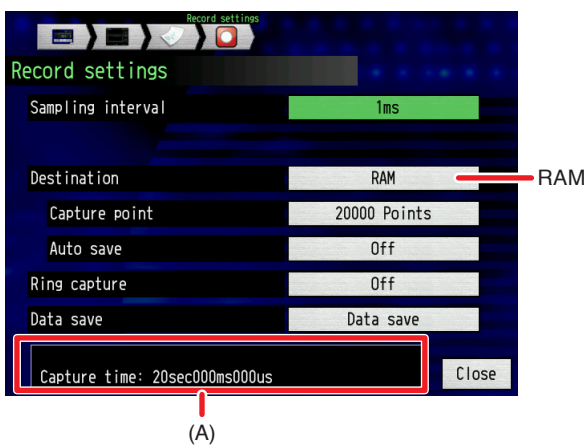 Record settings
Record settings
Sampling interval 1ms
Destination RAM RAM
Capture point 20000 Points
Auto save Off
Ring capture Off
Data save Data save
Capture time: 20sec000ms000us Close
(A)